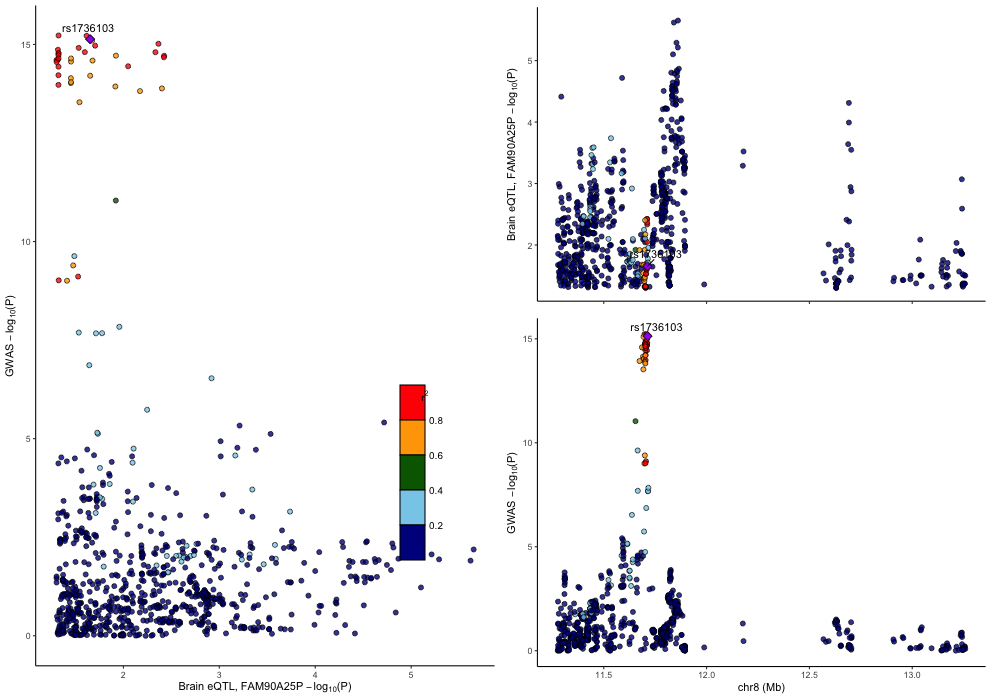 rs1736103
15
10
5
0
GWAS − log10(P)
2
3
4
5
Brain eQTL, FAM90A25P − log10(P)
r2
0.8
0.6
0.4
0.2
5
4
3
2
Brain eQTL, FAM90A25P − log10(P)
rs1736103
rs1736103
15
10
5
0
GWAS − log10(P)
11.5
12.0
12.5
13.0
chr8 (Mb)